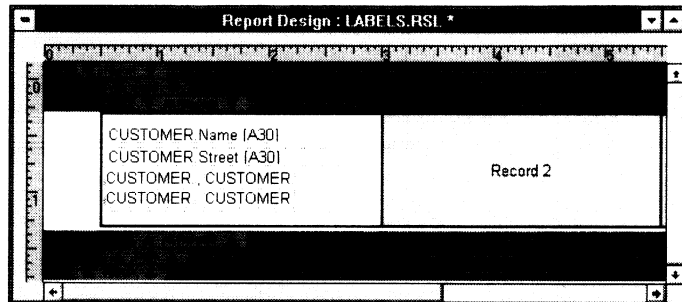 Report Design : LABELS.RSL *
0 1 2 3 4 5
0
CUSTOMER.Name [A30]
CUSTOMER.Street [A30]
CUSTOMER , CUSTOMER
Record 2
1
CUSTOMER CUSTOMER